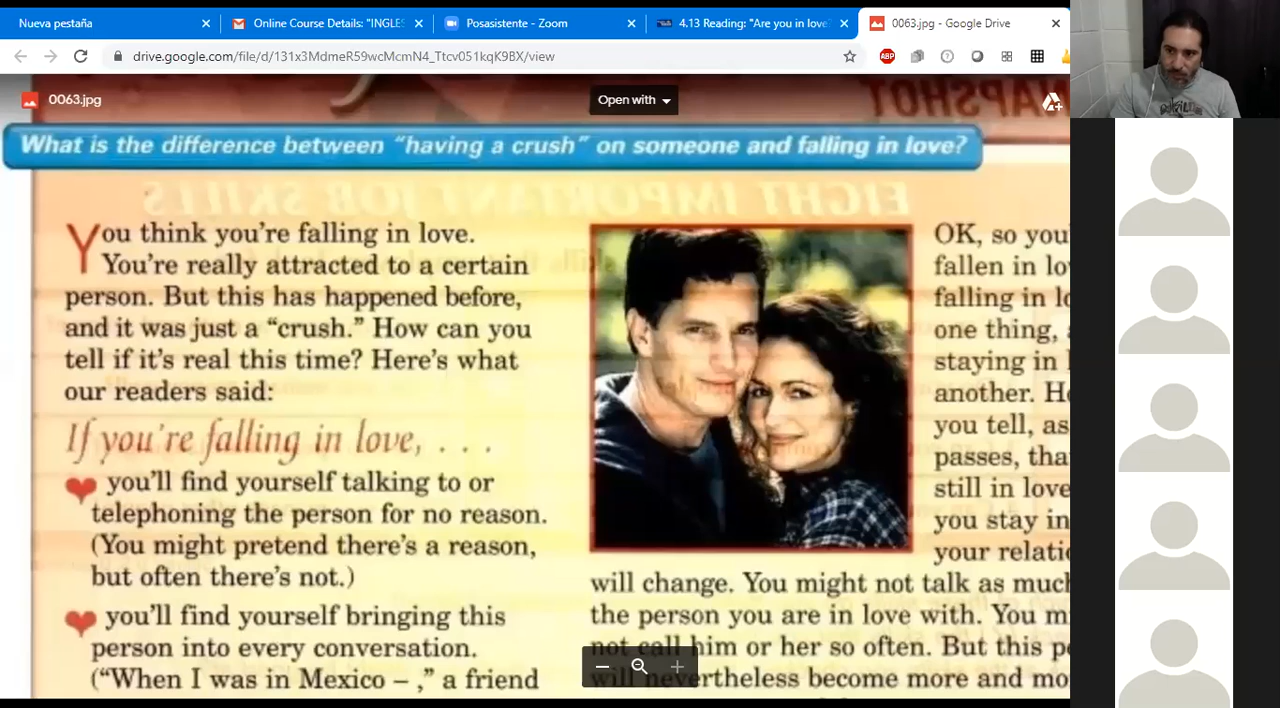 Nueva pestaña
Online Course Details: "INGLES
Posasistente - Zoom
4.13 Reading: "Are you in love?
0063.jpg - Google Drive
drive.google.com/file/d/131x3MdmeR59wcMcmN4_Ttcv051kqK9BX/view
ABP
0063.jpg
Open with
What is the difference between "having a crush" on someone and falling in love?
You think you're falling in love.
You're really attracted to a certain
person. But this has happened before,
and it was just a "crush." How can you
tell if it's real this time? Here's what
our readers said:
If you're falling in love, . . .
you'll find yourself talking to or
telephoning the person for no reason.
(You might pretend there's a reason,
but often there's not.)
you'll find yourself bringing this
person into every conversation.
("When I was in Mexico – ," a friend
OK, so you
fallen in lo
falling in lo
one thing, a
staying in
another. Ho
you tell, as
passes, tha
still in love
you stay in
your relati
will change. You might not talk as much
the person you are in love with. You m
not call him or her so often. But this pe
will nevertheless become more and mo